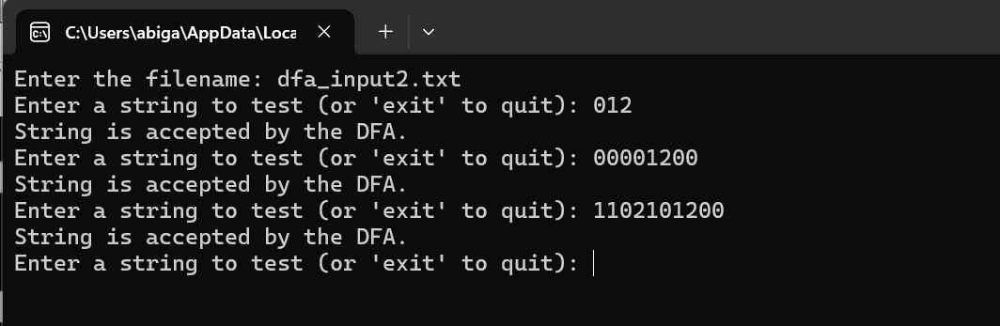 C:\Users\abiga\AppData\Loca
Enter the filename: dfa_input2.txt
Enter a string to test (or 'exit' to quit): 012
String is accepted by the DFA.
Enter a string to test (or 'exit' to quit): 00001200
String is accepted by the DFA.
Enter a string to test (or 'exit' to quit): 1102101200
String is accepted by the DFA.
Enter a string to test (or 'exit' to quit):